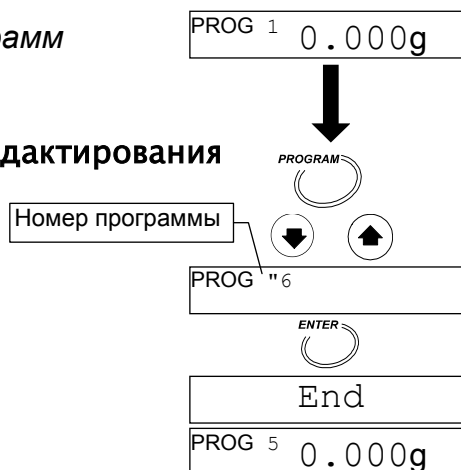 PROG 1 0.000g
рамм
PROGRAM
дактирования
Номер программы
PROG "6
ENTER
End
PROG 5 0.000g